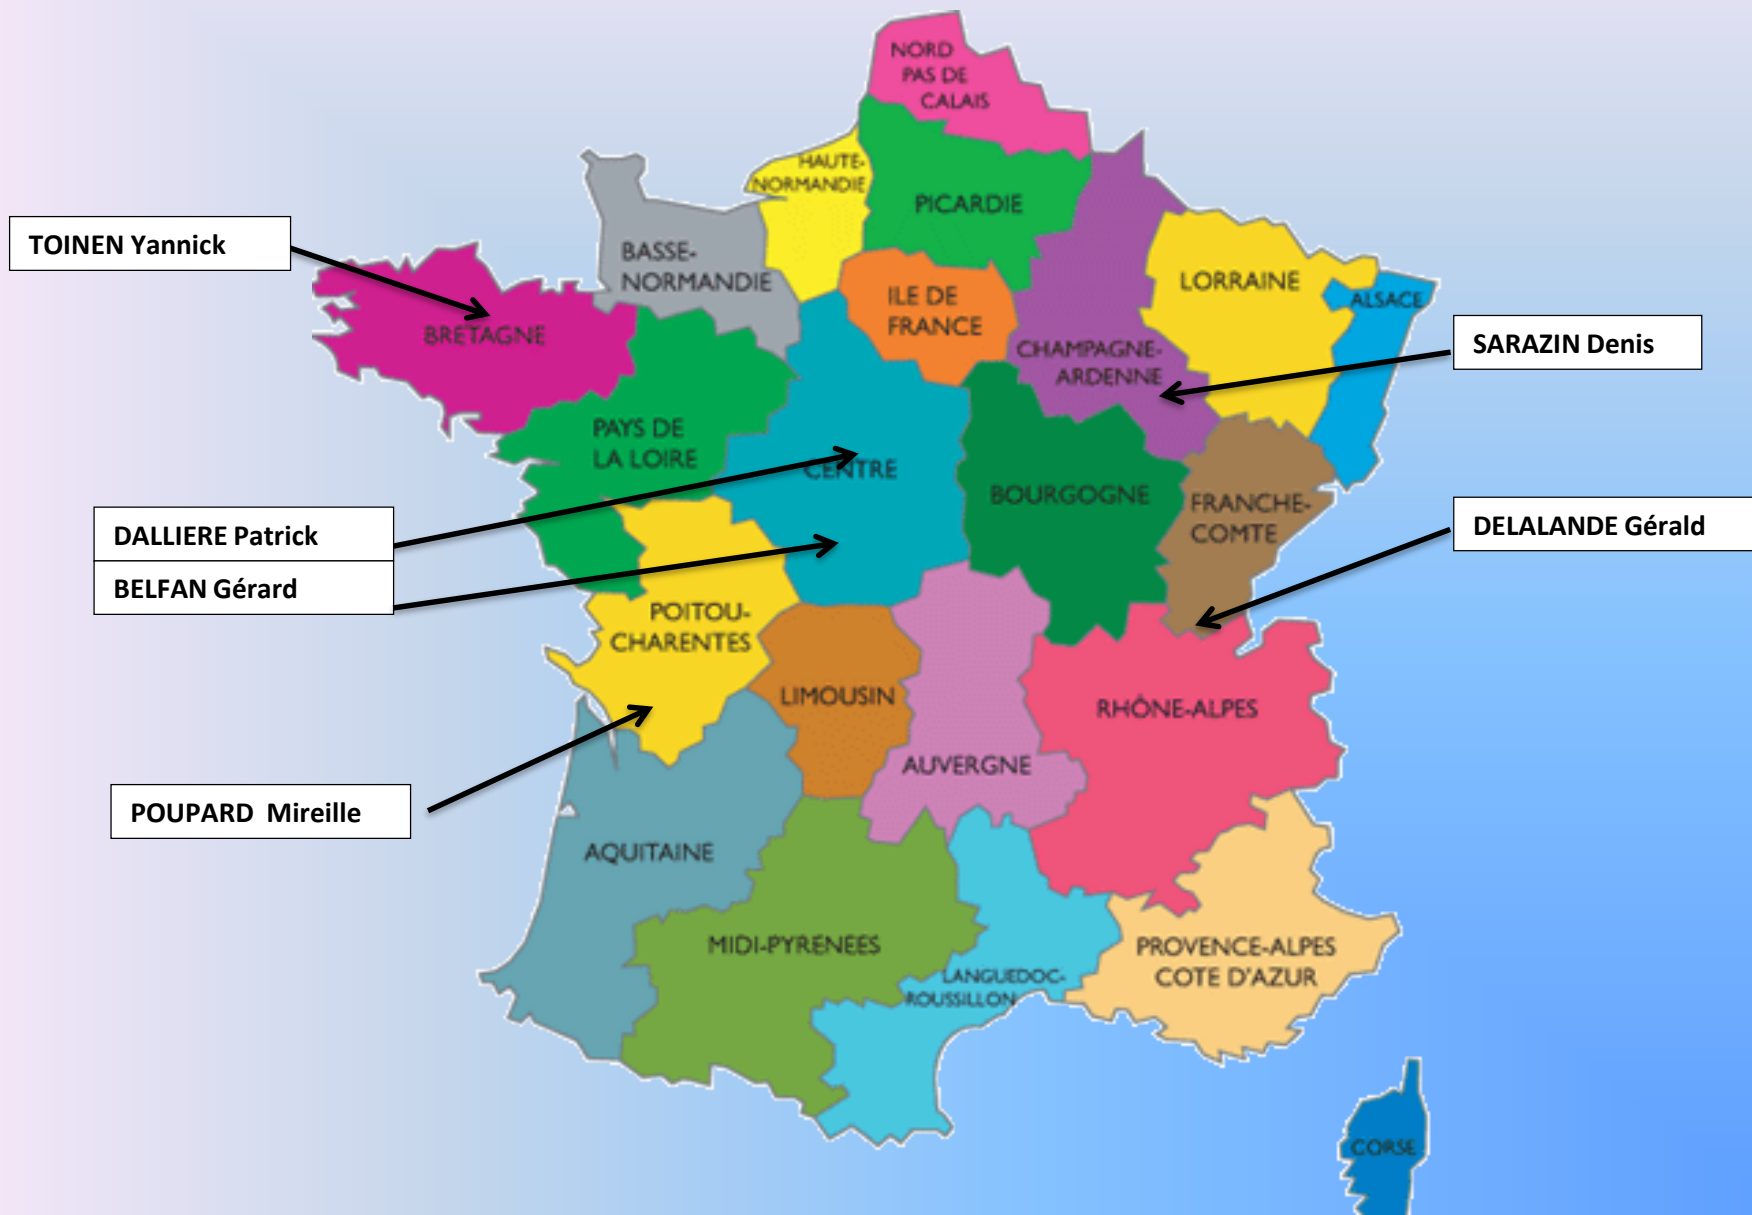 NORD
PAS DE
CALAIS
HAUTE-
NORMANDIE
PICARDIE
TOINEN Yannick
BASSE-
NORMANDIE
ILE DE
FRANCE
LORRAINE
ALSACE
BRETAGNE
CHAMPAGNE-
ARDENNE
SARAZIN Denis
PAYS DE
LA LOIRE
CENTRE
BOURGOGNE
FRANCHE-
COMTE
DALLIERE Patrick
BELFAN Gérard
DELALANDE Gérald
POITOU-
CHARENTES
LIMOUSIN
RHÔNE-ALPES
AUVERGNE
POUPARD Mireille
AQUITAINE
MIDI-PYRENEES
PROVENCE-ALPES
COTE D'AZUR
LANGUEDOC-
ROUSSILLON
CORSE